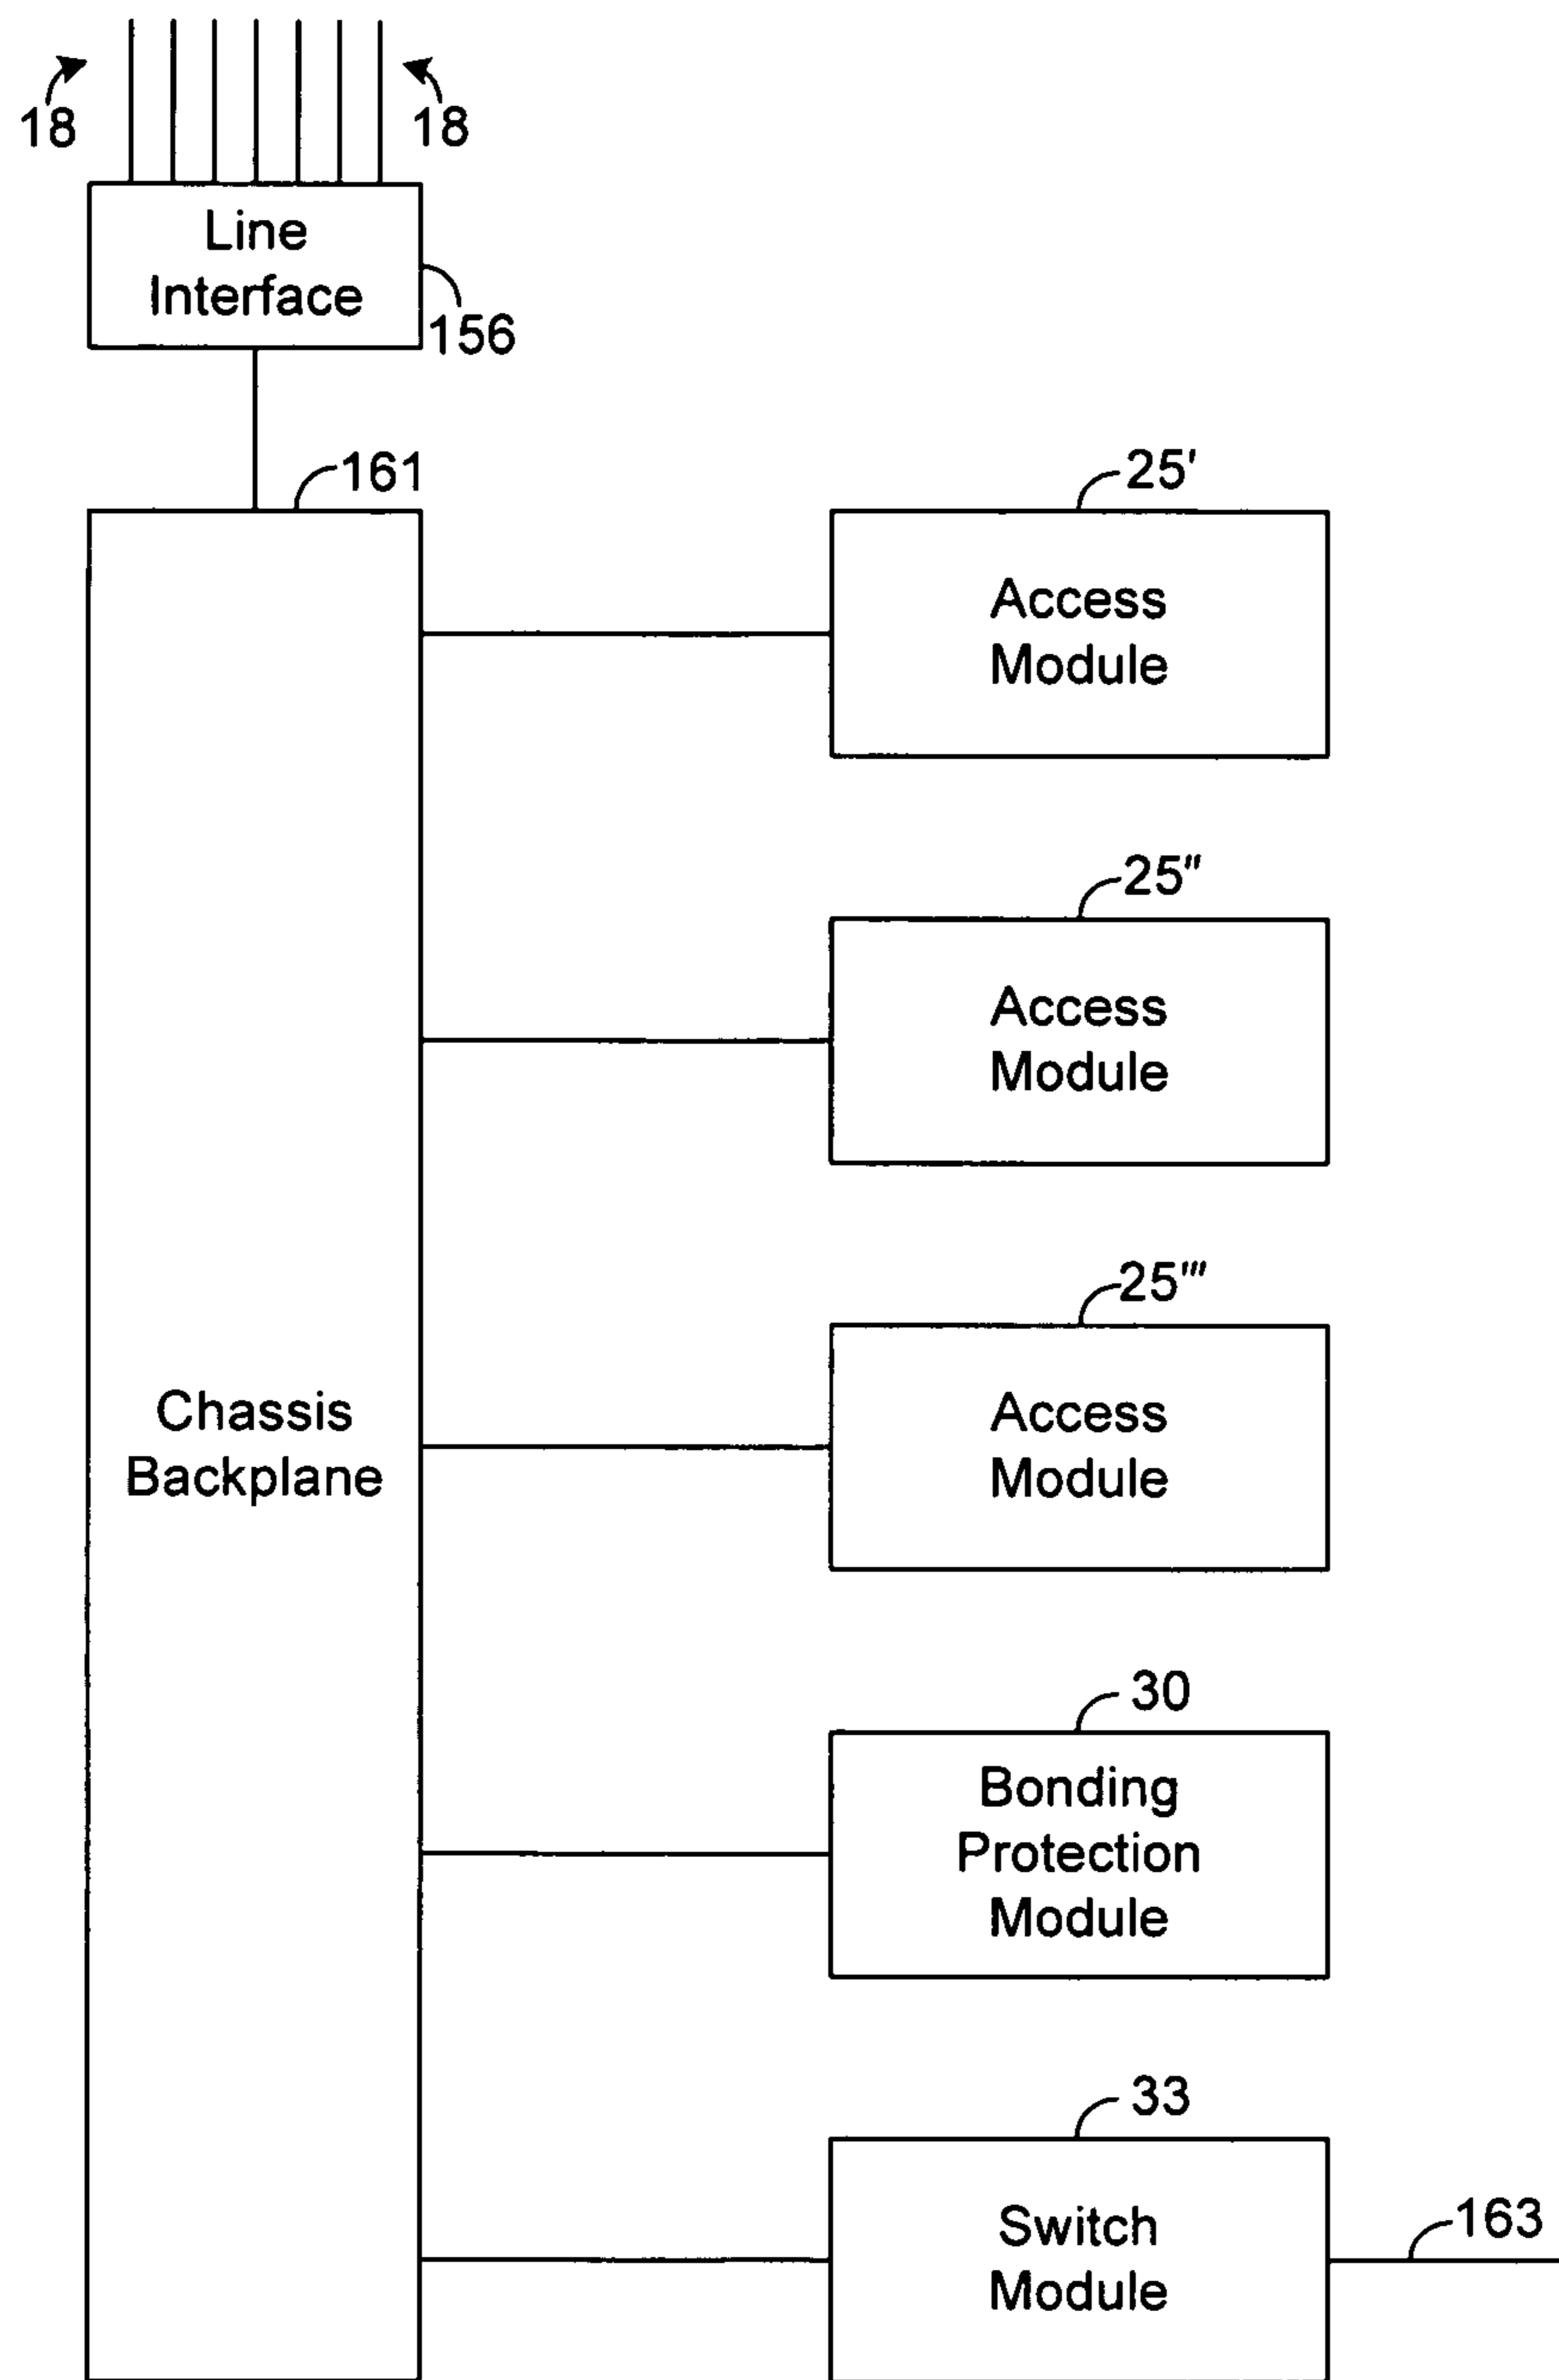 18
18
Line
Interface
156
161
25'
Access
Module
25''
Access
Module
25'''
Access
Module
Chassis
Backplane
30
Bonding
Protection
Module
33
Switch
Module
163